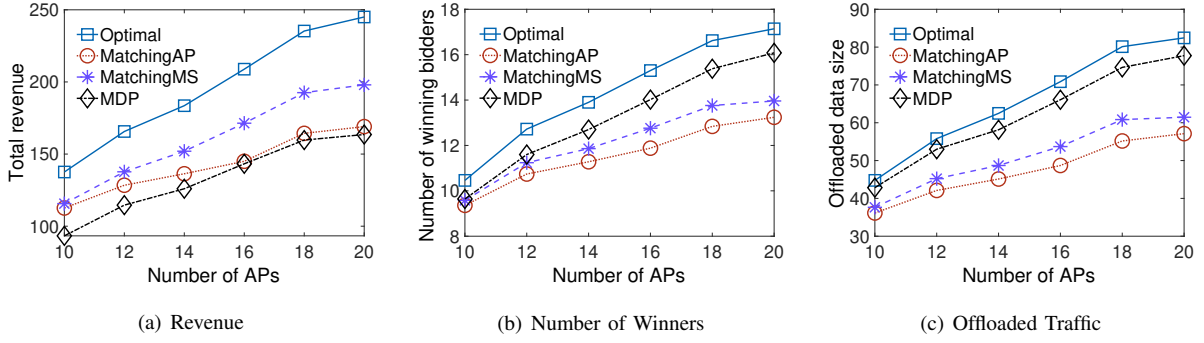 250
200
150
100
Total revenue
Optimal
MatchingAP
MatchingMS
MDP
10 12 14 16 18 20
Number of APs
(a) Revenue
18
16
14
12
10
8
Number of winning bidders
Optimal
MatchingAP
MatchingMS
MDP
10 12 14 16 18 20
Number of APs
(b) Number of Winners
90
80
70
60
50
40
30
Offloaded data size
Optimal
MatchingAP
MatchingMS
MDP
10 12 14 16 18 20
Number of APs
(c) Offloaded Traffic